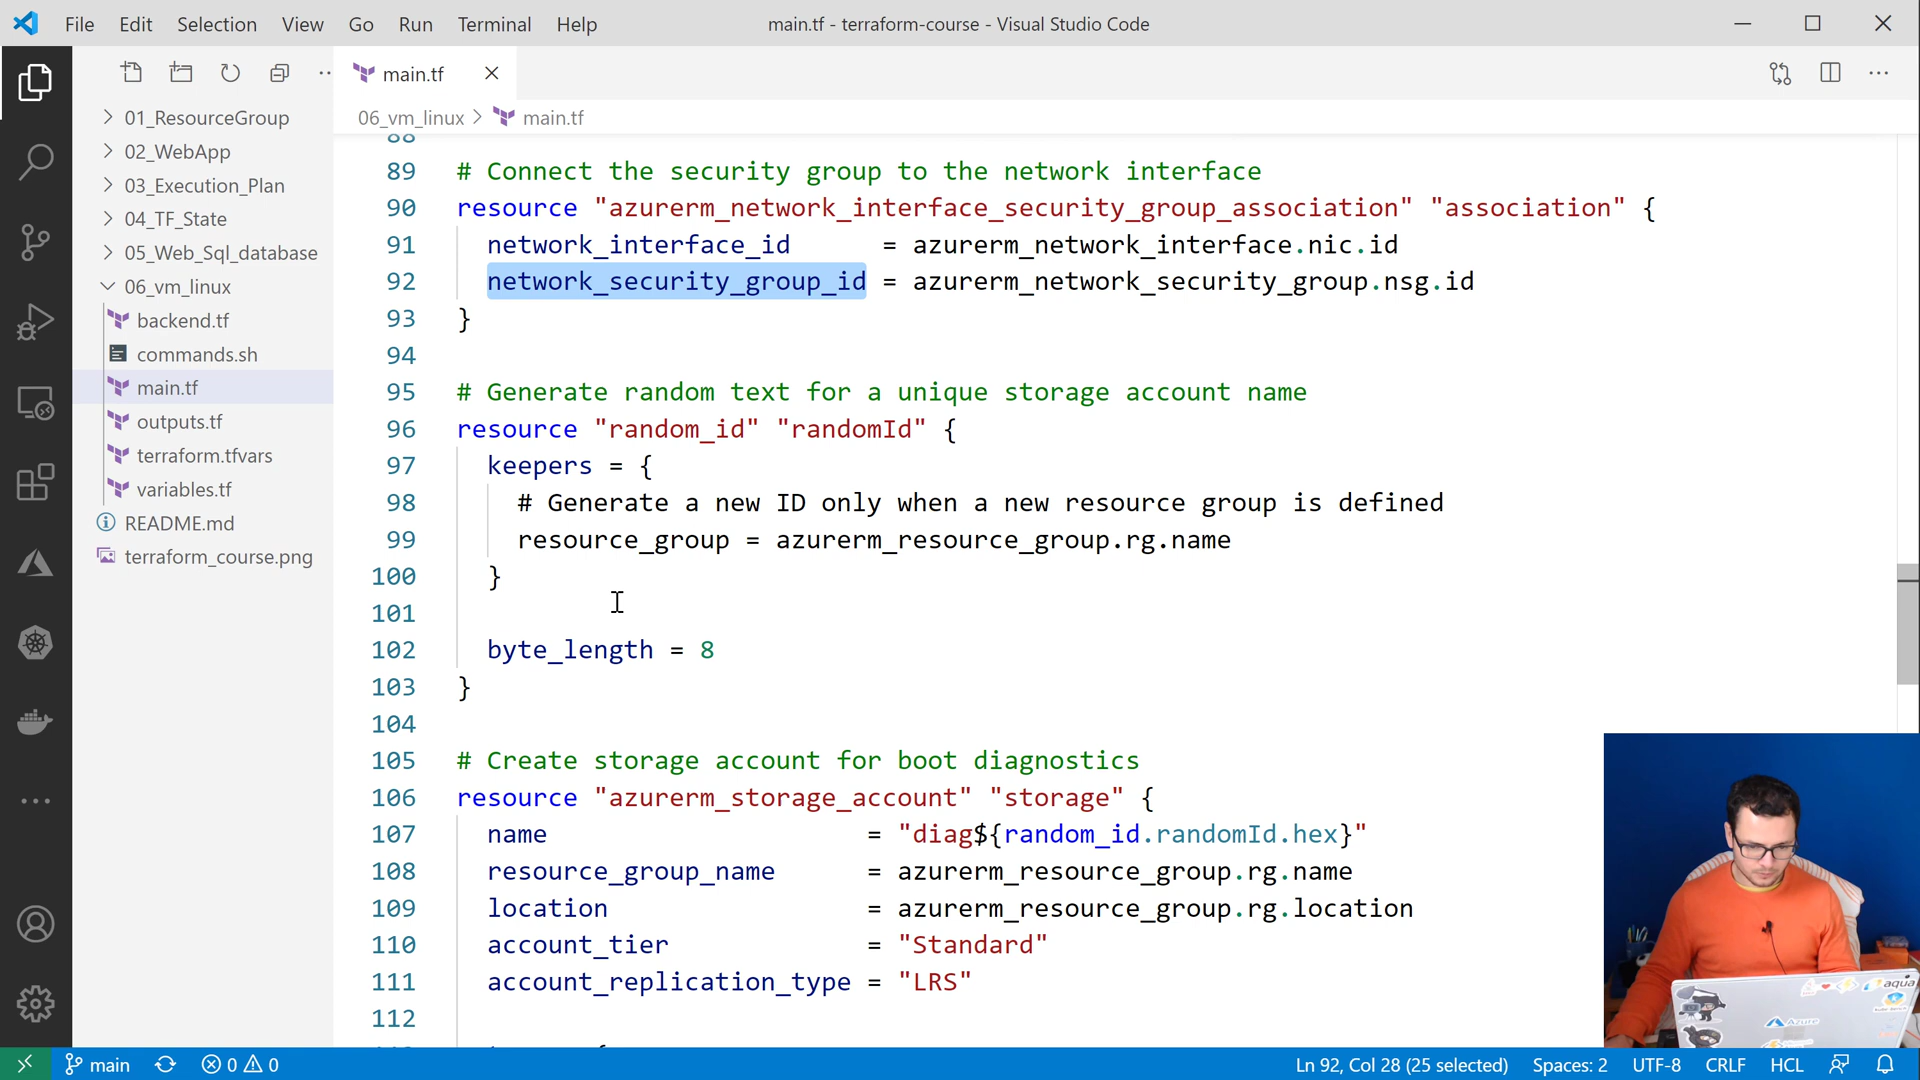 File Edit Selection View Go Run Terminal Help
main.tf - terraform-course - Visual Studio Code
main.tf
06_vm_linux > main.tf
01_ResourceGroup
02_WebApp
03_Execution_Plan
04_TF_State
05_Web_Sql_database
06_vm_linux
backend.tf
commands.sh
main.tf
outputs.tf
terraform.tfvars
variables.tf
README.md
terraform_course.png
88
89 # Connect the security group to the network interface
90 resource "azurerm_network_interface_security_group_association" "association" {
91 network_interface_id = azurerm_network_interface.nic.id
92 network_security_group_id = azurerm_network_security_group.nsg.id
93 }
94
95 # Generate random text for a unique storage account name
96 resource "random_id" "randomId" {
97 keepers = {
98 # Generate a new ID only when a new resource group is defined
99 resource_group = azurerm_resource_group.rg.name
100 }
101
102 byte_length = 8
103 }
104
105 # Create storage account for boot diagnostics
106 resource "azurerm_storage_account" "storage" {
107 name = "diag${random_id.randomId.hex}"
108 resource_group_name = azurerm_resource_group.rg.name
109 location = azurerm_resource_group.rg.location
110 account_tier = "Standard"
111 account_replication_type = "LRS"
112
aqua
Azure
main 0 0 Ln 92, Col 28 (25 selected) Spaces: 2 UTF-8 CRLF HCL